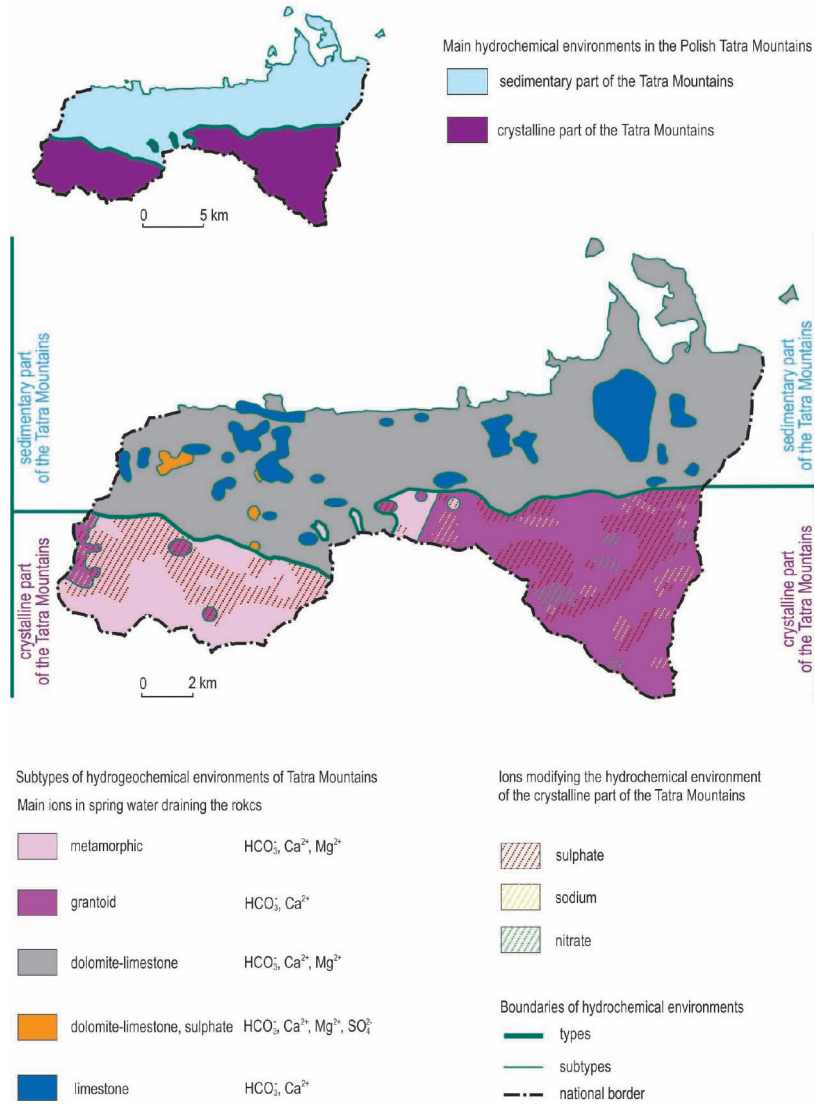 Main hydrochemical environments in the Polish Tatra Mountains
sedimentary part of the Tatra Mountains
crystalline part of the Tatra Mountains
0 5 km
sedimentary part
of the Tatra Mountains
sedimentary part
of the Tatra Mountains
crystalline part
of the Tatra Mountains
crystalline part
of the Tatra Mountains
0 2 km
Subtypes of hydrogeochemical environments of Tatra Mountains
Main ions in spring water draining the rokcs
metamorphic HCO₃⁻, Ca²⁺, Mg²⁺
grantoid HCO₃⁻, Ca²⁺
dolomite-limestone HCO₃⁻, Ca²⁺, Mg²⁺
dolomite-limestone, sulphate HCO₃⁻, Ca²⁺, Mg²⁺, SO₄²⁻
limestone HCO₃⁻, Ca²⁺
Ions modifying the hydrochemical environment
of the crystalline part of the Tatra Mountains
sulphate
sodium
nitrate
Boundaries of hydrochemical environments
types
subtypes
national border